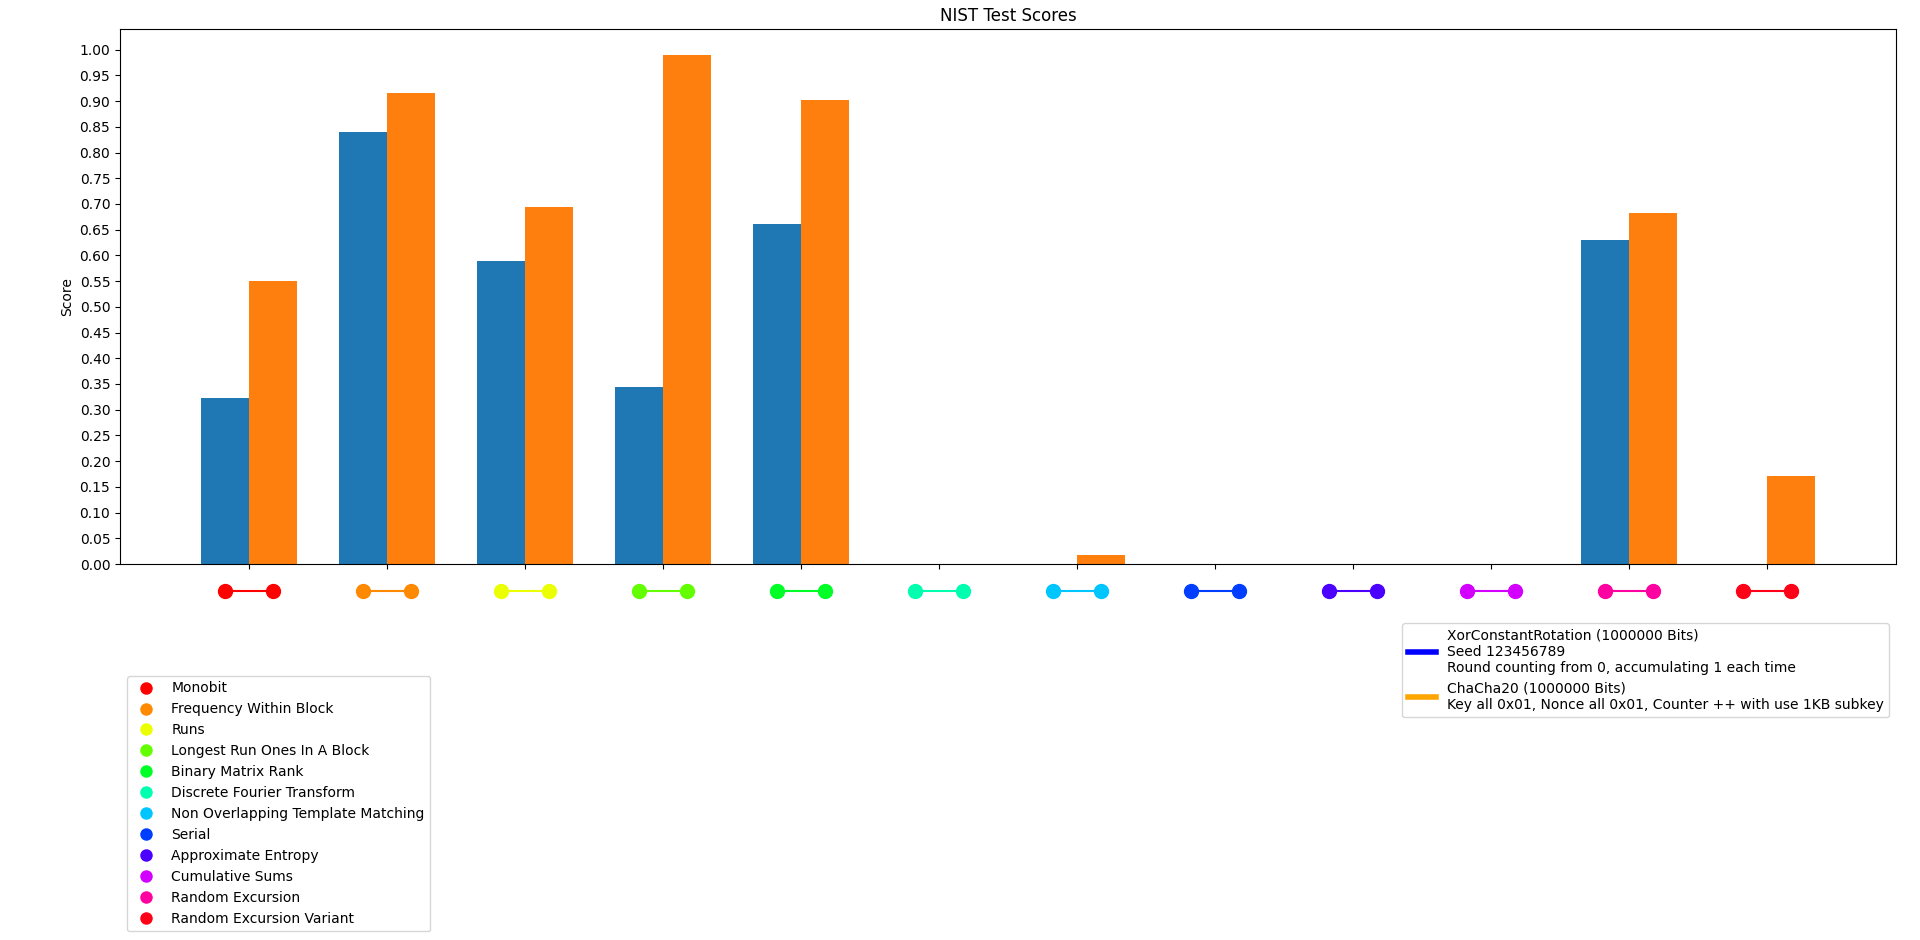 NIST Test Scores
1.00
0.95
0.90
0.85
0.80
0.75
0.70
0.65
0.60
0.55
0.50
0.45
0.40
0.35
0.30
0.25
0.20
0.15
0.10
0.05
0.00
Score
XorConstantRotation (1000000 Bits)
Seed 123456789
Round counting from 0, accumulating 1 each time
ChaCha20 (1000000 Bits)
Key all 0x01, Nonce all 0x01, Counter ++ with use 1KB subkey
Monobit
Frequency Within Block
Runs
Longest Run Ones In A Block
Binary Matrix Rank
Discrete Fourier Transform
Non Overlapping Template Matching
Serial
Approximate Entropy
Cumulative Sums
Random Excursion
Random Excursion Variant